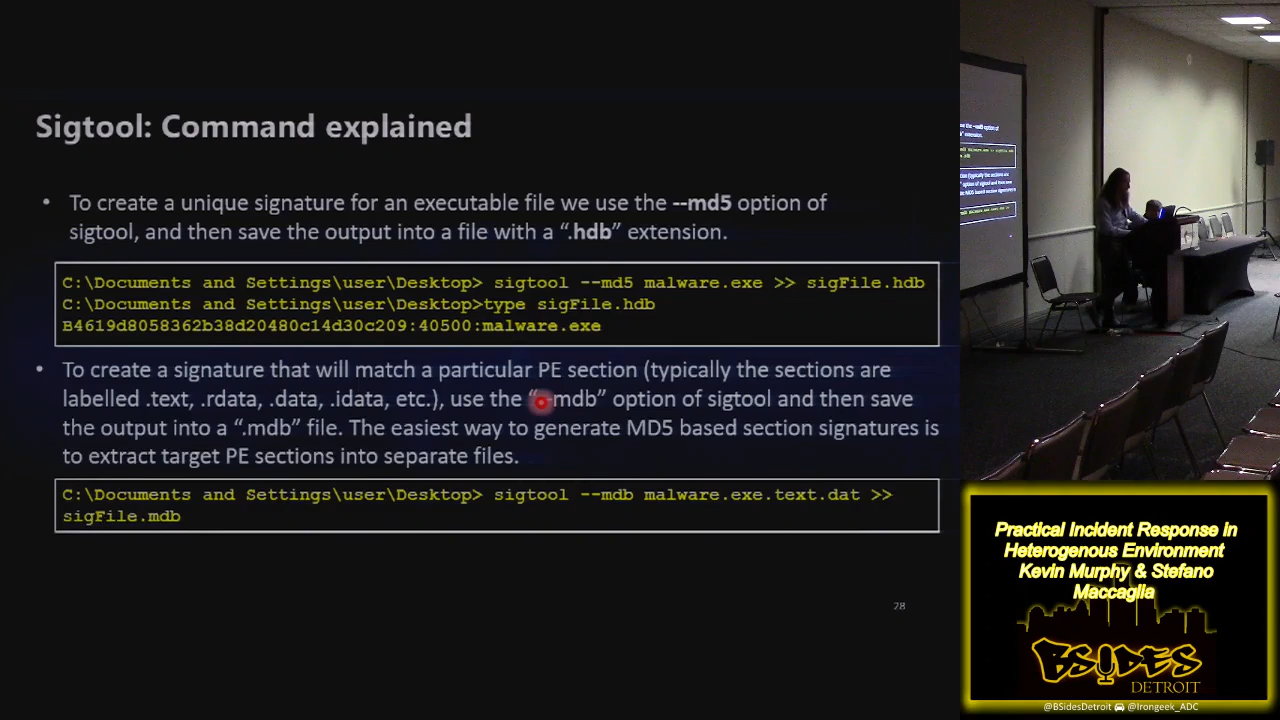 Sigtool: Command explained
• To create a unique signature for an executable file we use the --md5 option of
sigtool, and then save the output into a file with a “.hdb” extension.
C:\Documents and Settings\user\Desktop> sigtool --md5 malware.exe >> sigFile.hdb
C:\Documents and Settings\user\Desktop>type sigFile.hdb
B4619d8058362b38d20480c14d30c209:40500:malware.exe
• To create a signature that will match a particular PE section (typically the sections are
labelled .text, .rdata, .data, .idata, etc.), use the “--mdb” option of sigtool and then save
the output into a “.mdb” file. The easiest way to generate MD5 based section signatures is
to extract target PE sections into separate files.
C:\Documents and Settings\user\Desktop> sigtool --mdb malware.exe.text.dat >>
sigFile.mdb
28
Practical Incident Response in
Heterogenous Environment
Kevin Murphy & Stefano
Maccaglia
BSIDES
DETROIT
@BSidesDetroit @Irongeek_ADC